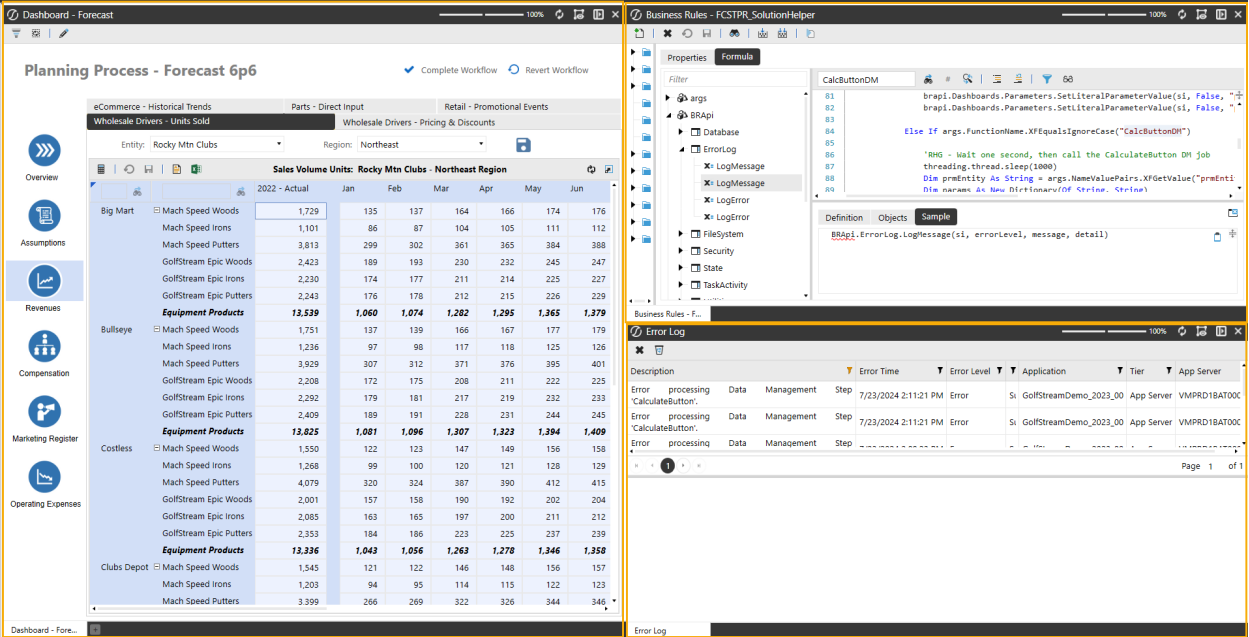 Dashboard - Forecast
100%
Planning Process - Forecast 6p6
Complete Workflow
Revert Workflow
Overview
Assumptions
Revenues
Compensation
Marketing Register
Operating Expenses
eCommerce - Historical Trends
Parts - Direct Input
Retail - Promotional Events
Wholesale Drivers - Units Sold
Wholesale Drivers - Pricing & Discounts
Entity: Rocky Mtn Clubs
Region: Northeast
Sales Volume Units: Rocky Mtn Clubs - Northeast Region
2022 - Actual Jan Feb Mar Apr May Jun
Big Mart Mach Speed Woods 1,729 135 137 164 166 174 176
Mach Speed Irons 1,101 86 87 104 105 111 112
Mach Speed Putters 3,813 299 302 361 365 384 388
GolfStream Epic Woods 2,423 189 193 230 232 245 247
GolfStream Epic Irons 2,230 174 177 211 214 225 227
GolfStream Epic Putters 2,243 176 178 212 215 226 229
Equipment Products 13,539 1,060 1,074 1,282 1,295 1,365 1,379
Bullseye Mach Speed Woods 1,751 137 139 166 167 177 179
Mach Speed Irons 1,236 97 98 117 118 125 126
Mach Speed Putters 3,929 307 312 371 376 395 401
GolfStream Epic Woods 2,208 172 175 208 211 222 225
GolfStream Epic Irons 2,292 179 181 217 219 232 233
GolfStream Epic Putters 2,409 189 191 228 231 244 245
Equipment Products 13,825 1,081 1,096 1,307 1,323 1,394 1,409
Costless Mach Speed Woods 1,550 122 123 147 149 156 158
Mach Speed Irons 1,268 99 100 120 121 128 129
Mach Speed Putters 4,079 320 324 387 390 412 415
GolfStream Epic Woods 2,001 157 158 190 192 202 204
GolfStream Epic Irons 2,085 163 165 197 200 211 212
GolfStream Epic Putters 2,353 184 186 223 225 237 239
Equipment Products 13,336 1,043 1,056 1,263 1,278 1,346 1,358
Clubs Depot Mach Speed Woods 1,545 121 122 146 148 156 157
Mach Speed Irons 1,203 94 95 114 115 122 123
Mach Speed Putters 3,399 266 269 322 326 344 346
Dashboard - Fore...
Business Rules - FCSTPR_SolutionHelper
100%
Properties
Formula
Filter
args
BRApi
Database
ErrorLog
LogMessage
LogMessage
LogError
LogError
FileSystem
Security
State
TaskActivity
CalcButtonDM
81 brapi.Dashboards.Parameters.SetLiteralParameterValue(si, False, "
82 brapi.Dashboards.Parameters.SetLiteralParameterValue(si, False, "
83
84 Else If args.FunctionName.XFEqualsIgnoreCase("CalcButtonDM")
85
86 'RHG - Wait one second, then call the CalculateButton DM job
87 threading.thread.sleep(1000)
88 Dim prmEntity As String = args.NameValuePairs.XFGetValue("prmEnti
89 Dim params As New Dictionary(Of String, String)
Definition
Objects
Sample
BRApi.ErrorLog.LogMessage(si, errorLevel, message, detail)
Business Rules - F...
Error Log
100%
Description Error Time Error Level Application Tier App Server
Error processing Data Management Step
'CalculateButton'.
7/23/2024 2:11:21 PM Error Su GolfStreamDemo_2023_00 App Server VMPRD1BAT000
Error processing Data Management Step
'CalculateButton'.
7/23/2024 2:11:21 PM Error Su GolfStreamDemo_2023_00 App Server VMPRD1BAT000
Error processing Data Management Step
1
Page 1 of 1
Error Log